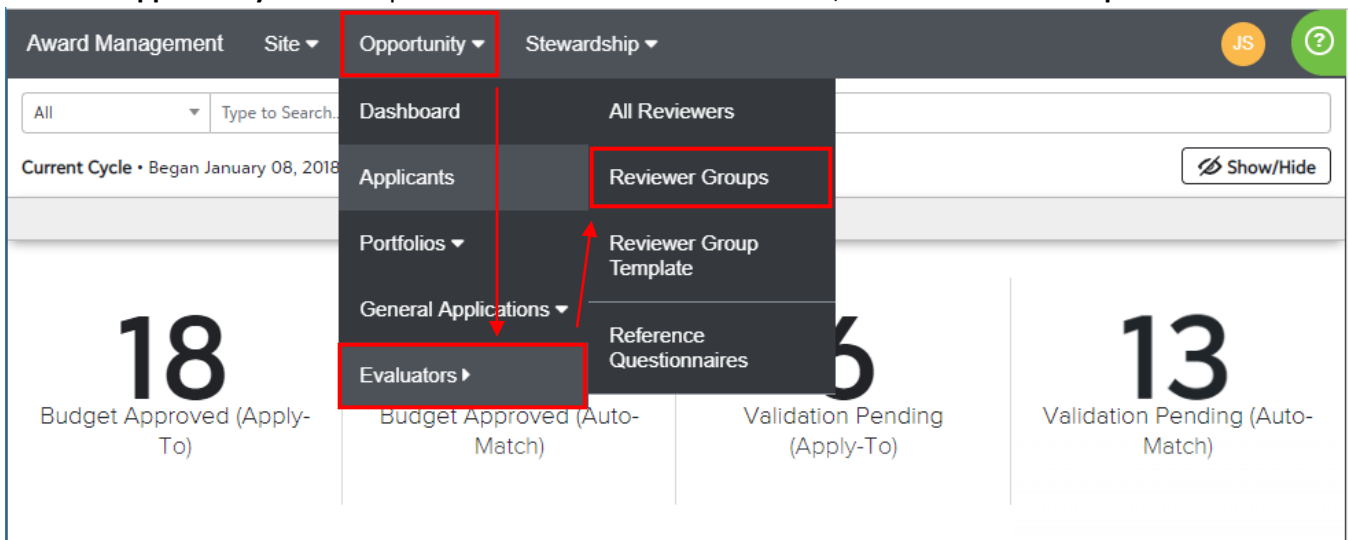 Award Management Site Opportunity Stewardship JS ?
All Type to Search..
Current Cycle • Began January 08, 2018
Show/Hide
Dashboard
Applicants
Portfolios
General Applications
Evaluators
All Reviewers
Reviewer Groups
Reviewer Group
Template
Reference
Questionnaires
18
Budget Approved (Apply-
To)
Budget Approved (Auto-
Match)
Validation Pending
(Apply-To)
13
Validation Pending (Auto-
Match)